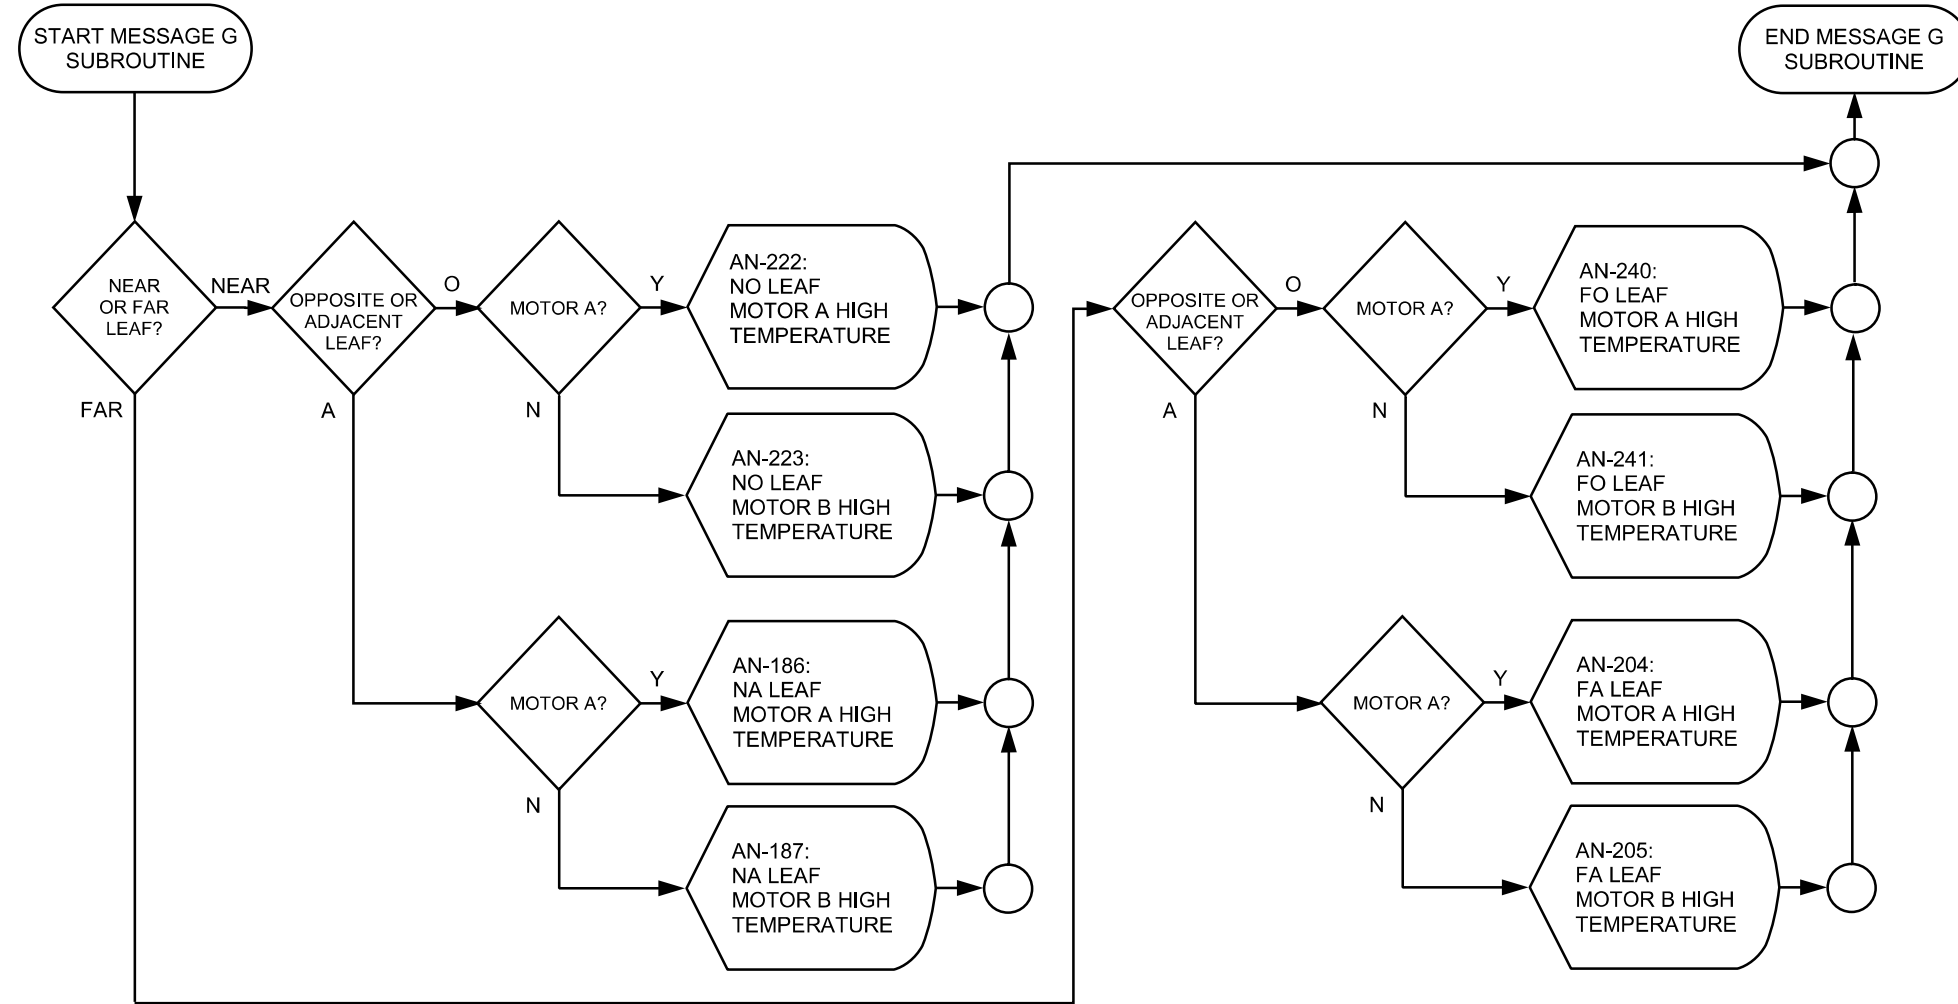 START MESSAGE G
SUBROUTINE
END MESSAGE G
SUBROUTINE
NEAR
OR FAR
LEAF?
NEAR
FAR
OPPOSITE OR
ADJACENT
LEAF?
O
A
MOTOR A?
Y
N
AN-222:
NO LEAF
MOTOR A HIGH
TEMPERATURE
AN-223:
NO LEAF
MOTOR B HIGH
TEMPERATURE
MOTOR A?
Y
N
AN-186:
NA LEAF
MOTOR A HIGH
TEMPERATURE
AN-187:
NA LEAF
MOTOR B HIGH
TEMPERATURE
OPPOSITE OR
ADJACENT
LEAF?
O
A
MOTOR A?
Y
N
AN-240:
FO LEAF
MOTOR A HIGH
TEMPERATURE
AN-241:
FO LEAF
MOTOR B HIGH
TEMPERATURE
MOTOR A?
Y
N
AN-204:
FA LEAF
MOTOR A HIGH
TEMPERATURE
AN-205:
FA LEAF
MOTOR B HIGH
TEMPERATURE